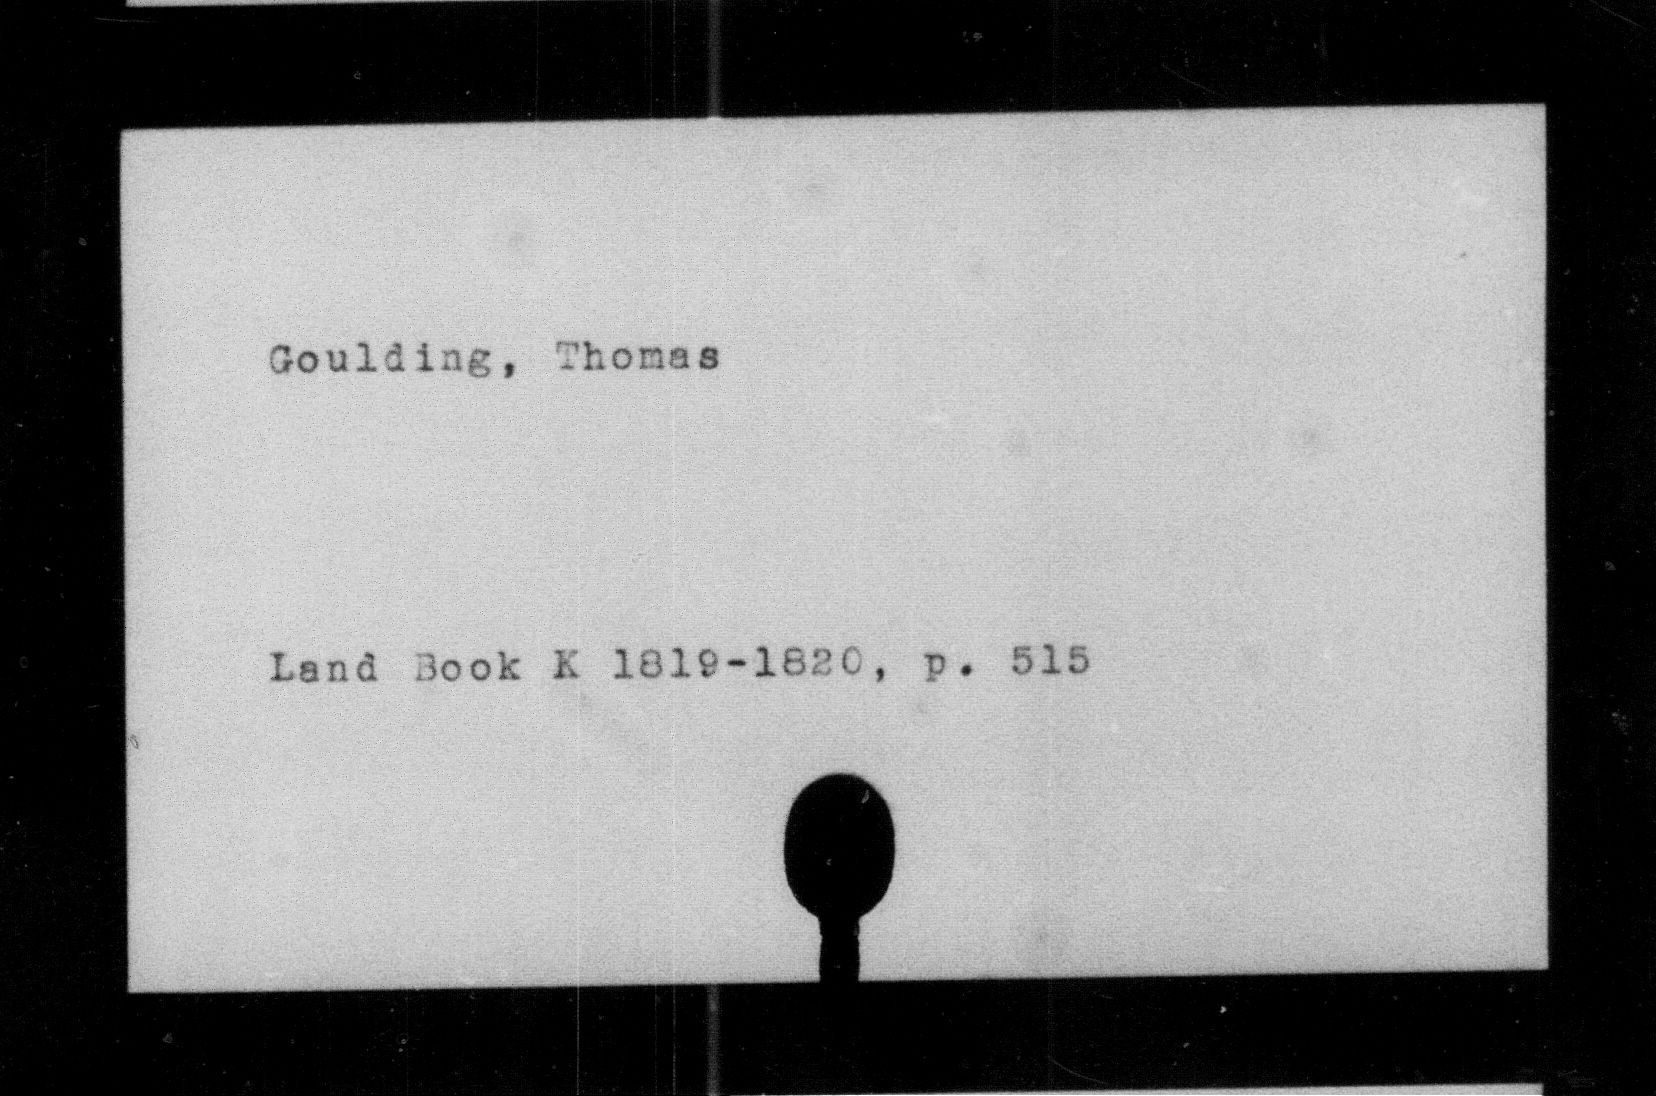 Goulding, Thomas
Land Book K 1819-1820, p. 515